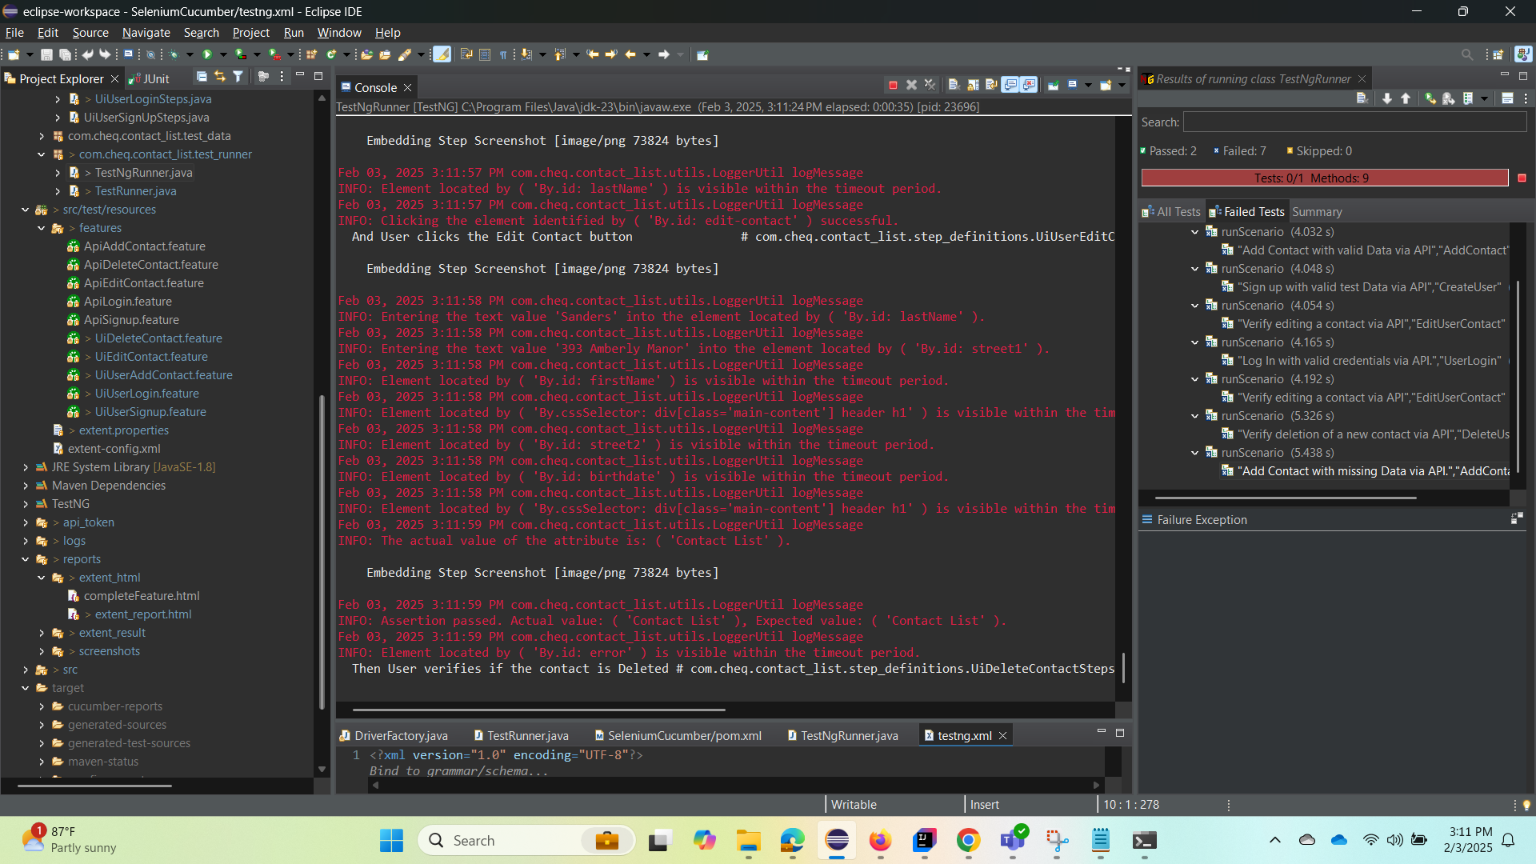 eclipse-workspace - SeleniumCucumber/testng.xml - Eclipse IDE
File Edit Source Navigate Search Project Run Window Help
Project Explorer
JUnit
> UiUserLoginSteps.java
UiUserSignUpSteps.java
com.cheq.contact_list.test_data
> com.cheq.contact_list.test_runner
> TestNgRunner.java
> TestRunner.java
> src/test/resources
> features
ApiAddContact.feature
ApiDeleteContact.feature
ApiEditContact.feature
ApiLogin.feature
ApiSignup.feature
> UiDeleteContact.feature
> UiEditContact.feature
> UiUserAddContact.feature
> UiUserLogin.feature
> UiUserSignup.feature
> extent.properties
extent-config.xml
JRE System Library [JavaSE-1.8]
Maven Dependencies
TestNG
> api_token
> logs
> reports
> extent_html
completeFeature.html
> extent_report.html
> extent_result
> screenshots
> src
target
cucumber-reports
generated-sources
generated-test-sources
maven-status
Console
TestNgRunner [TestNG] C:\Program Files\Java\jdk-23\bin\javaw.exe (Feb 3, 2025, 3:11:24 PM elapsed: 0:00:35) [pid: 23696]
Embedding Step Screenshot [image/png 73824 bytes]
Feb 03, 2025 3:11:57 PM com.cheq.contact_list.utils.LoggerUtil logMessage
INFO: Element located by ( 'By.id: lastName' ) is visible within the timeout period.
Feb 03, 2025 3:11:57 PM com.cheq.contact_list.utils.LoggerUtil logMessage
INFO: Clicking the element identified by ( 'By.id: edit-contact' ) successful.
And User clicks the Edit Contact button # com.cheq.contact_list.step_definitions.UiUserEditC
Embedding Step Screenshot [image/png 73824 bytes]
Feb 03, 2025 3:11:58 PM com.cheq.contact_list.utils.LoggerUtil logMessage
INFO: Entering the text value 'Sanders' into the element located by ( 'By.id: lastName' ).
Feb 03, 2025 3:11:58 PM com.cheq.contact_list.utils.LoggerUtil logMessage
INFO: Entering the text value '393 Amberly Manor' into the element located by ( 'By.id: street1' ).
Feb 03, 2025 3:11:58 PM com.cheq.contact_list.utils.LoggerUtil logMessage
INFO: Element located by ( 'By.id: firstName' ) is visible within the timeout period.
Feb 03, 2025 3:11:58 PM com.cheq.contact_list.utils.LoggerUtil logMessage
INFO: Element located by ( 'By.cssSelector: div[class='main-content'] header h1' ) is visible within the tim
Feb 03, 2025 3:11:58 PM com.cheq.contact_list.utils.LoggerUtil logMessage
INFO: Element located by ( 'By.id: street2' ) is visible within the timeout period.
Feb 03, 2025 3:11:58 PM com.cheq.contact_list.utils.LoggerUtil logMessage
INFO: Element located by ( 'By.id: birthdate' ) is visible within the timeout period.
Feb 03, 2025 3:11:58 PM com.cheq.contact_list.utils.LoggerUtil logMessage
INFO: Element located by ( 'By.cssSelector: div[class='main-content'] header h1' ) is visible within the tim
Feb 03, 2025 3:11:59 PM com.cheq.contact_list.utils.LoggerUtil logMessage
INFO: The actual value of the attribute is: ( 'Contact List' ).
Embedding Step Screenshot [image/png 73824 bytes]
Feb 03, 2025 3:11:59 PM com.cheq.contact_list.utils.LoggerUtil logMessage
INFO: Assertion passed. Actual value: ( 'Contact List' ), Expected value: ( 'Contact List' ).
Feb 03, 2025 3:11:59 PM com.cheq.contact_list.utils.LoggerUtil logMessage
INFO: Element located by ( 'By.id: error' ) is visible within the timeout period.
Then User verifies if the contact is Deleted # com.cheq.contact_list.step_definitions.UiDeleteContactSteps
DriverFactory.java TestRunner.java SeleniumCucumber/pom.xml TestNgRunner.java testng.xml
1 <?xml version="1.0" encoding="UTF-8"?>
Bind to grammar/schema...
Results of running class TestNgRunner
Search:
Passed: 2 Failed: 7 Skipped: 0
Tests: 0/1 Methods: 9
All Tests Failed Tests Summary
runScenario (4.032 s)
"Add Contact with valid Data via API","AddContact"
runScenario (4.048 s)
"Sign up with valid test Data via API","CreateUser"
runScenario (4.054 s)
"Verify editing a contact via API","EditUserContact"
runScenario (4.165 s)
"Log In with valid credentials via API.","UserLogin"
runScenario (4.192 s)
"Verify editing a contact via API","EditUserContact"
runScenario (5.326 s)
"Verify deletion of a new contact via API","DeleteUs
runScenario (5.438 s)
"Add Contact with missing Data via API.","AddConta
Failure Exception
Writable Insert 10 : 1 : 278
1
87°F
Partly sunny
Search
3:11 PM
2/3/2025